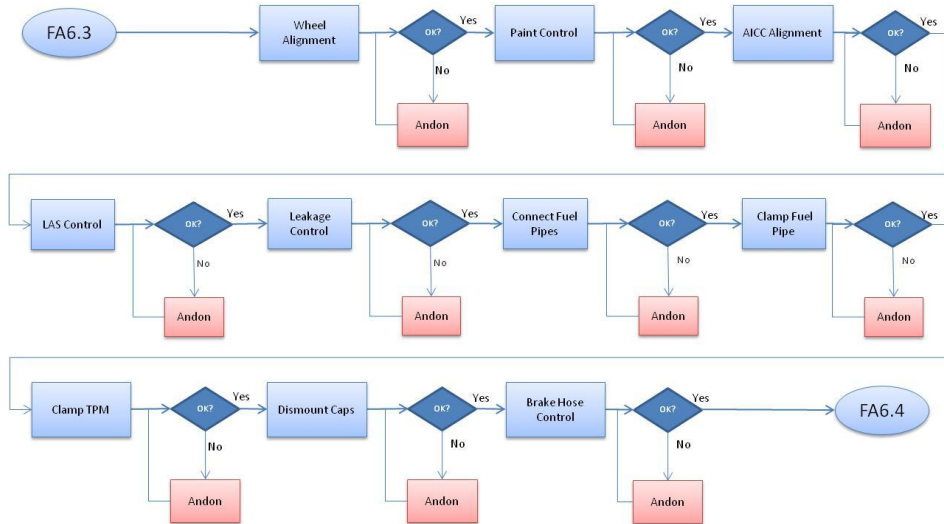 FA6.3
Wheel
Alignment
OK?
Yes
No
Andon
Paint Control
OK?
Yes
No
Andon
AICC Alignment
OK?
Yes
No
Andon
LAS Control
OK?
Yes
No
Andon
Leakage
Control
OK?
Yes
No
Andon
Connect Fuel
Pipes
OK?
Yes
No
Andon
Clamp Fuel
Pipe
OK?
Yes
No
Andon
Clamp TPM
OK?
Yes
No
Andon
Dismount Caps
OK?
Yes
No
Andon
Brake Hose
Control
OK?
Yes
No
Andon
FA6.4